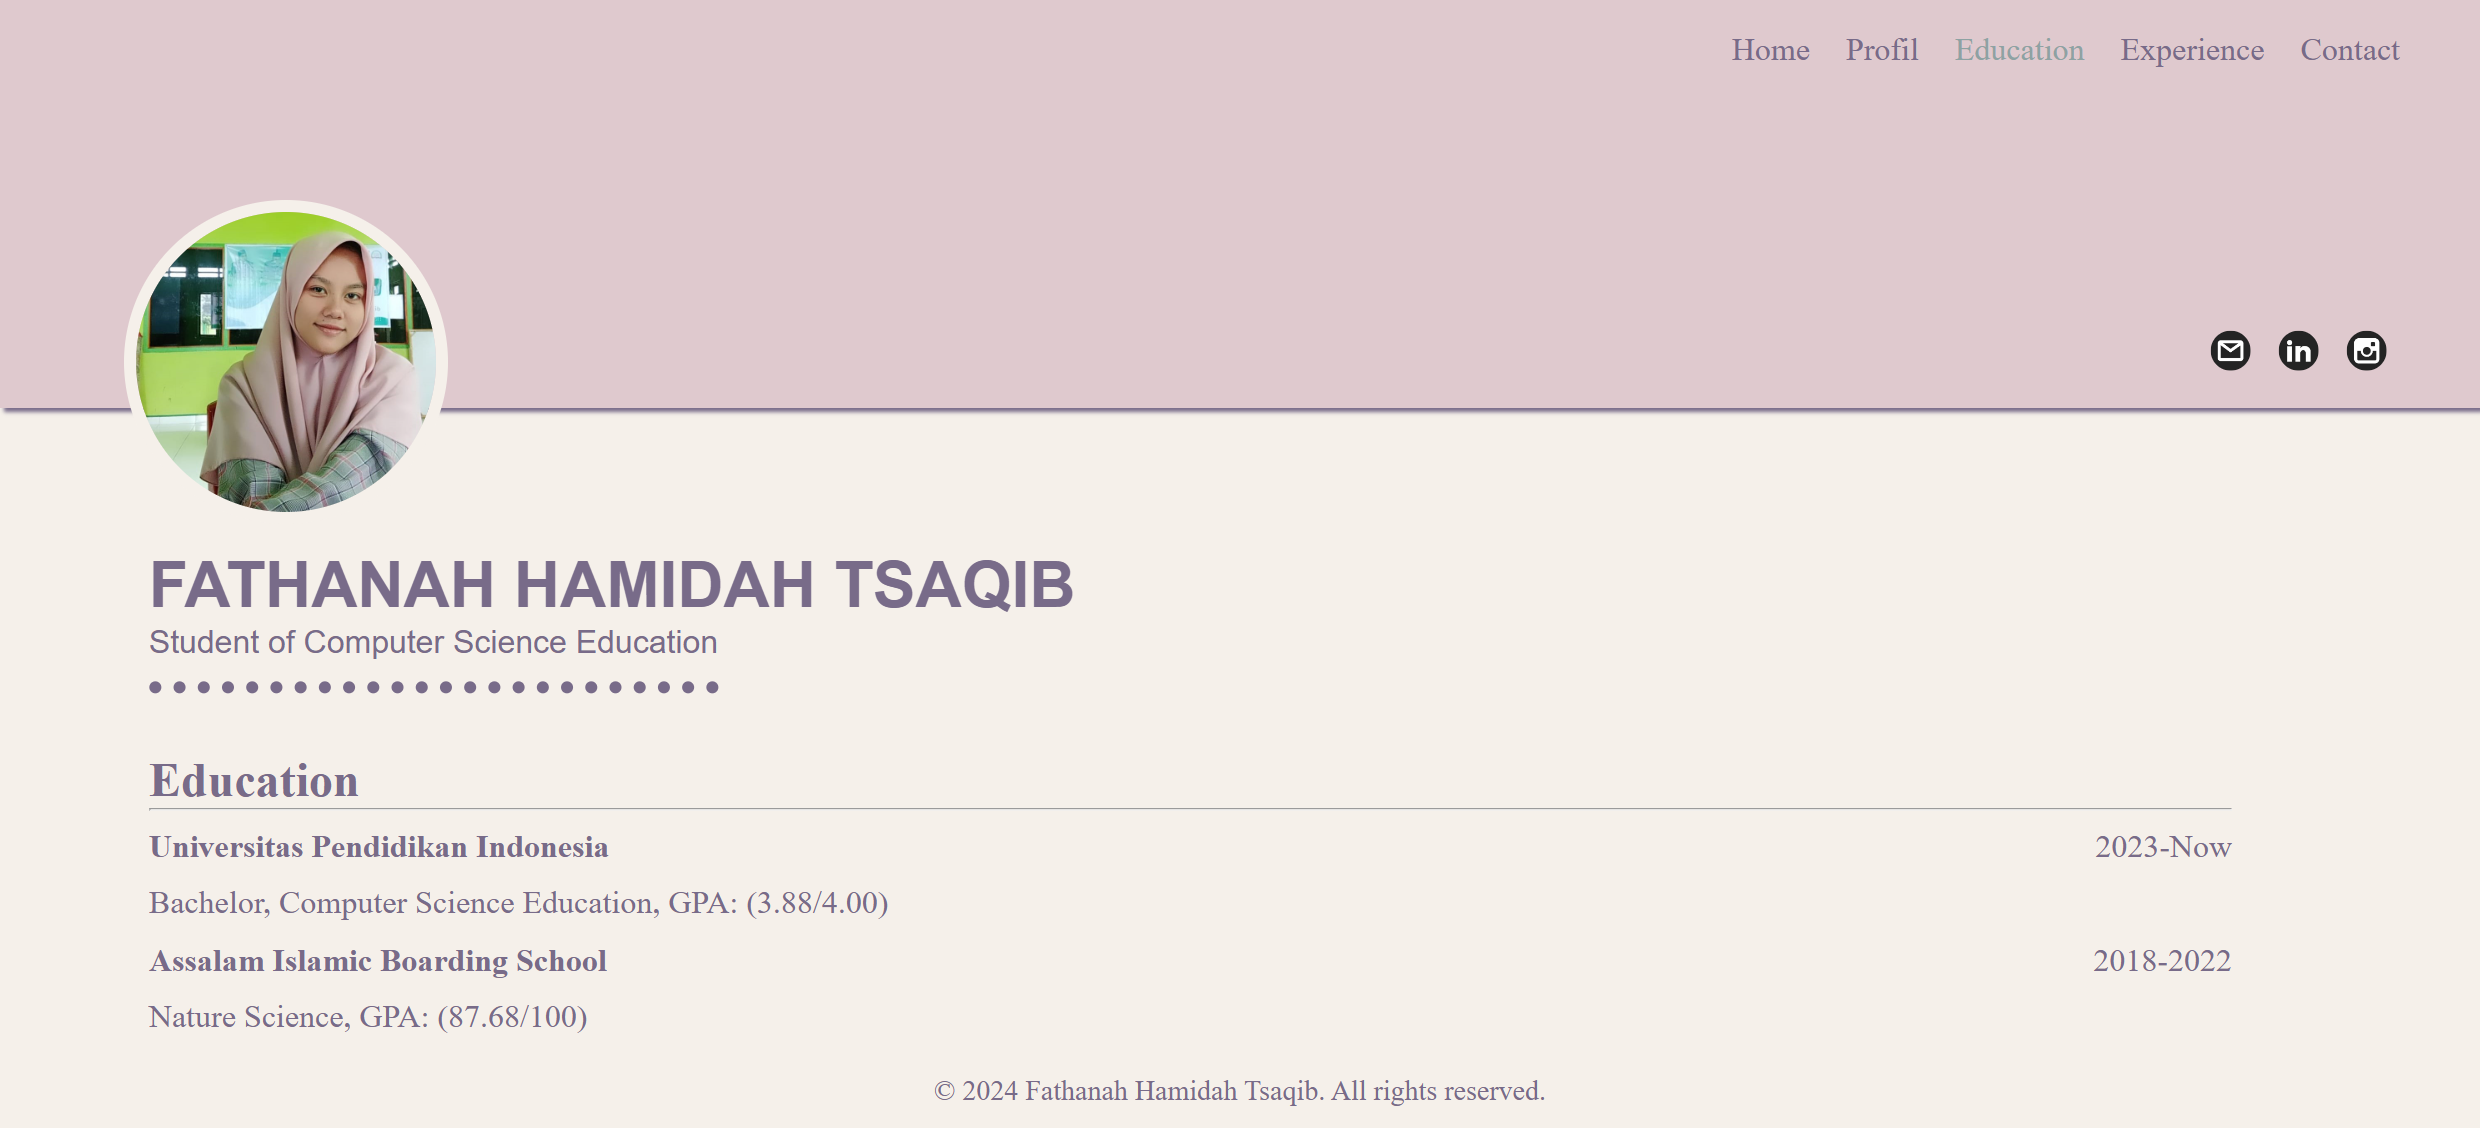 Home Profil Education Experience Contact
FATHANAH HAMIDAH TSAQIB
Student of Computer Science Education
Education
Universitas Pendidikan Indonesia 2023-Now
Bachelor, Computer Science Education, GPA: (3.88/4.00)
Assalam Islamic Boarding School 2018-2022
Nature Science, GPA: (87.68/100)
© 2024 Fathanah Hamidah Tsaqib. All rights reserved.